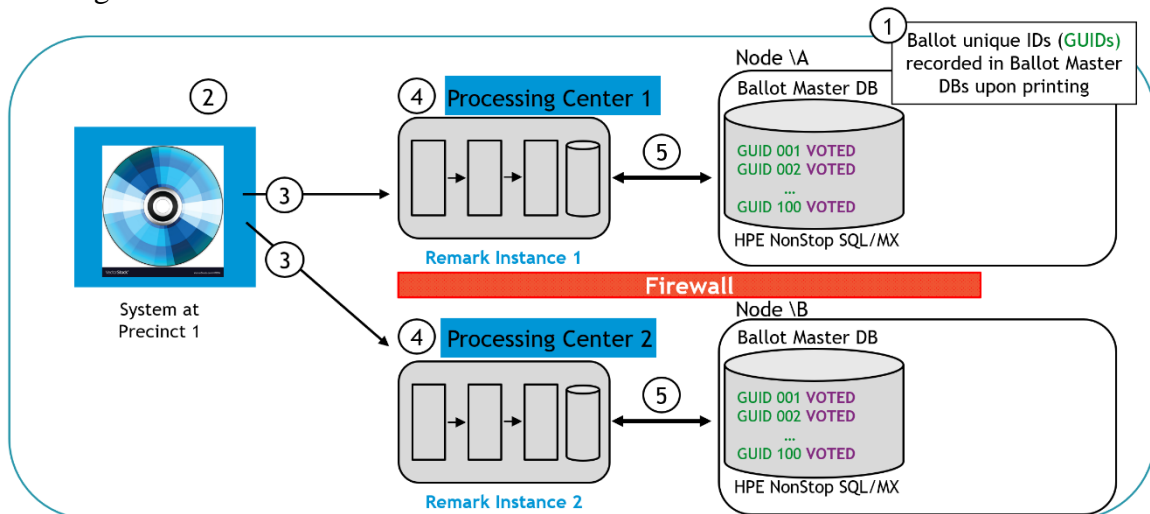 1
Ballot unique IDs (GUIDs)
recorded in Ballot Master
DBs upon printing
2
System at
Precinct 1
3
3
4
Processing Center 1
Remark Instance 1
5
Node \A
Ballot Master DB
GUID 001 VOTED
GUID 002 VOTED
...
GUID 100 VOTED
HPE NonStop SQL/MX
Firewall
4
Processing Center 2
Remark Instance 2
5
Node \B
Ballot Master DB
GUID 001 VOTED
GUID 002 VOTED
...
GUID 100 VOTED
HPE NonStop SQL/MX